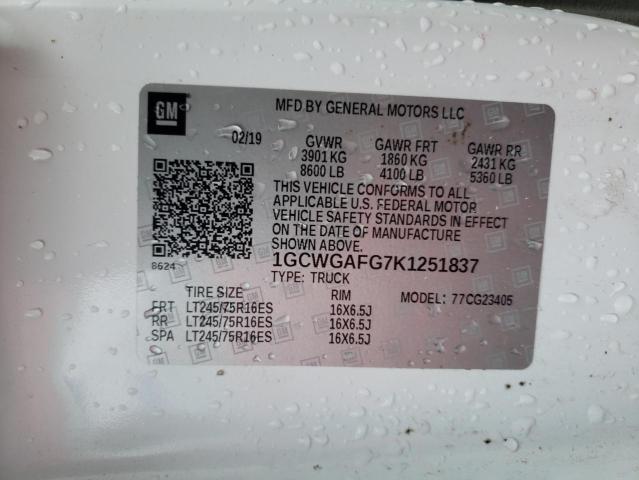 GM
MFD BY GENERAL MOTORS LLC
02/19 GVWR GAWR FRT GAWR RR
3901 KG 1860 KG 2431 KG
8600 LB 4100 LB 5360 LB
THIS VEHICLE CONFORMS TO ALL
APPLICABLE U.S. FEDERAL MOTOR
VEHICLE SAFETY STANDARDS IN EFFECT
ON THE DATE OF MANUFACTURE
SHOWN ABOVE.
8624
1GCWGAFG7K1251837
TYPE: TRUCK
TIRE SIZE RIM MODEL: 77CG23405
FRT LT245/75R16ES 16X6.5J
RR LT245/75R16ES 16X6.5J
SPA LT245/75R16ES 16X6.5J